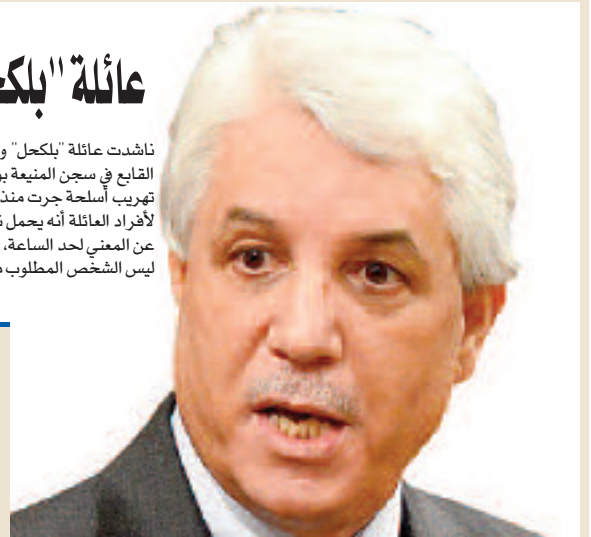 عائلة "بلكح
ناشدت عائلة "بلكحل" و
القابع في سجن المنيعة بو
تهريب أسلحة جرت منذ
لأفراد العائلة أنه يحمل ن
عن المعني لحد الساعة،
ليس الشخص المطلوب م